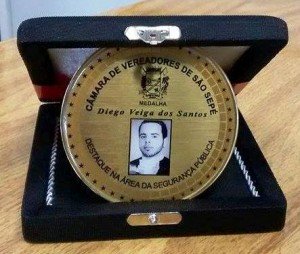 CÂMARA DE VEREADORES DE SÃO SEPÉ
MEDALHA
Diego Veiga dos Santos
DESTAQUE NA ÁREA DA SEGURANÇA PÚBLICA